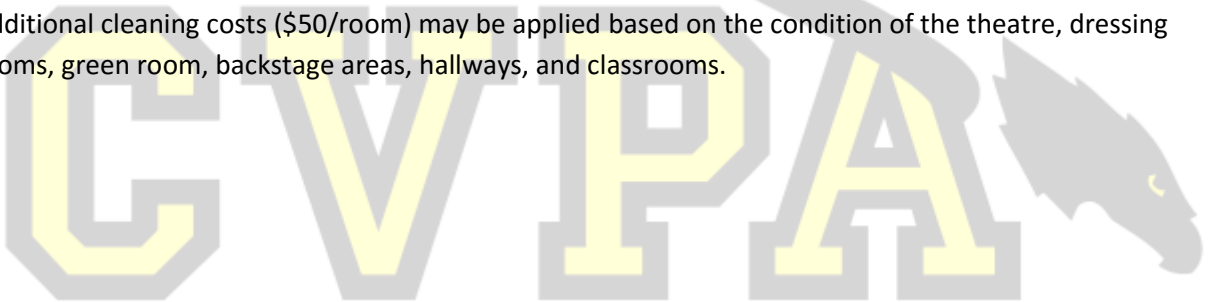 dditional cleaning costs ($50/room) may be applied based on the condition of the theatre, dressing
ooms, green room, backstage areas, hallways, and classrooms.
CVPA